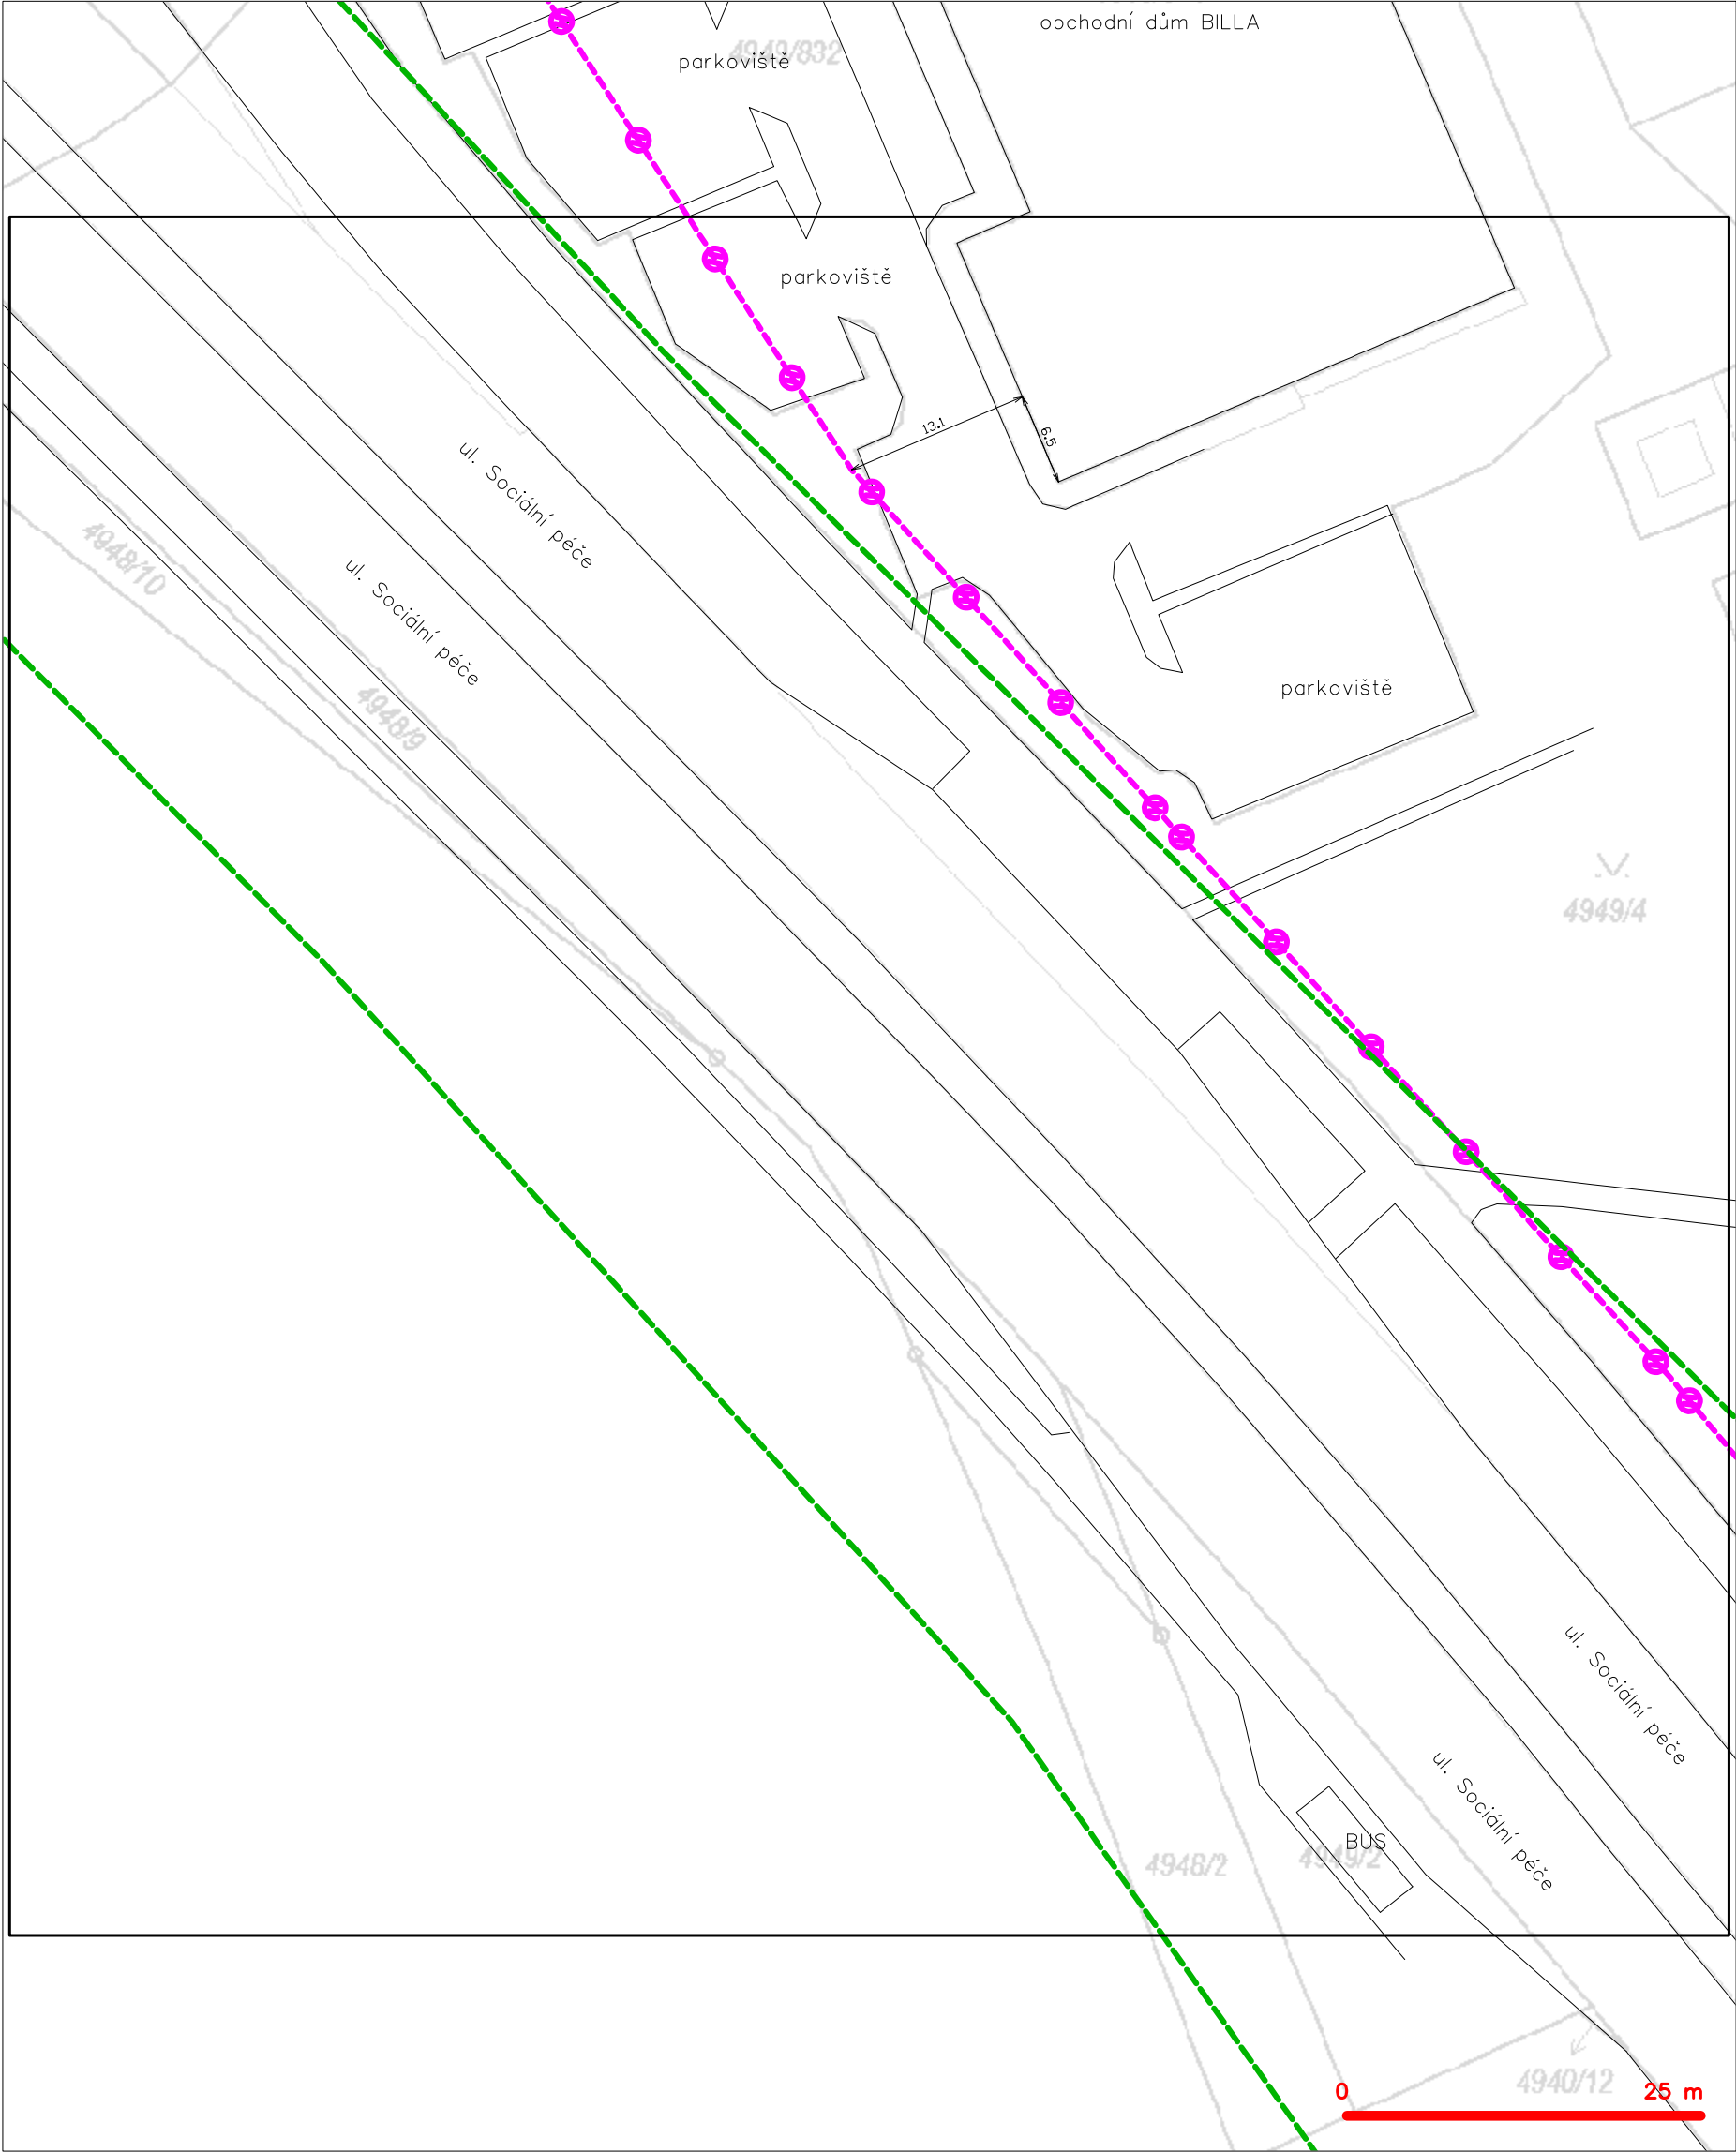 obchodní dům BILLA
4949/832
parkoviště
parkoviště
13.1
6.5
ul. Sociální péče
4948/10
ul. Sociální péče
4948/9
parkoviště
4949/4
ul. Sociální péče
ul. Sociální péče
BUS
4949/2
4948/2
4940/12
0
25 m